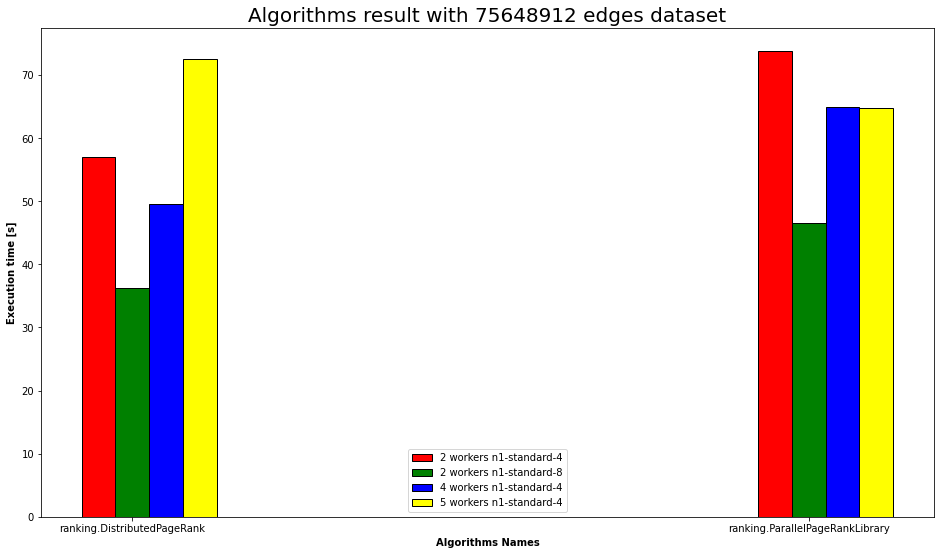 Algorithms result with 75648912 edges dataset
Execution time [s]
70
60
50
40
30
20
10
0
2 workers n1-standard-4
2 workers n1-standard-8
4 workers n1-standard-4
5 workers n1-standard-4
ranking.DistributedPageRank
ranking.ParallelPageRankLibrary
Algorithms Names